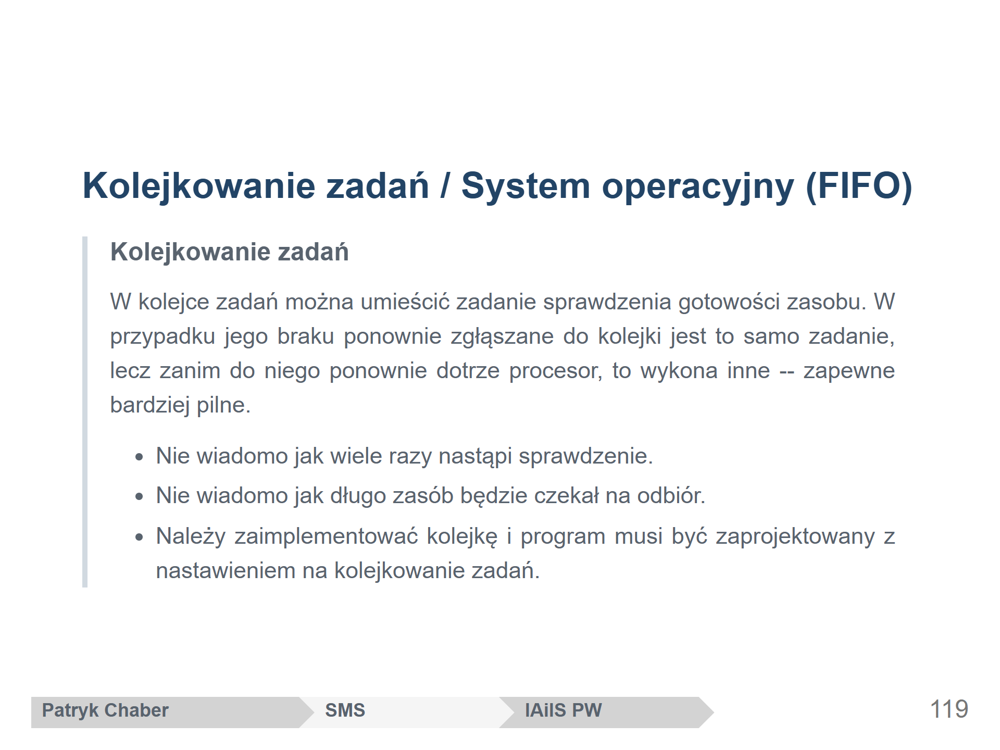 Kolejkowanie zadań / System operacyjny (FIFO)
Kolejkowanie zadań
W kolejce zadań można umieścić zadanie sprawdzenia gotowości zasobu. W
przypadku jego braku ponownie zgłąszane do kolejki jest to samo zadanie,
lecz zanim do niego ponownie dotrze procesor, to wykona inne -- zapewne
bardziej pilne.
• Nie wiadomo jak wiele razy nastąpi sprawdzenie.
• Nie wiadomo jak długo zasób będzie czekał na odbiór.
• Należy zaimplementować kolejkę i program musi być zaprojektowany z
nastawieniem na kolejkowanie zadań.
Patryk Chaber
SMS
IAiIS PW
119